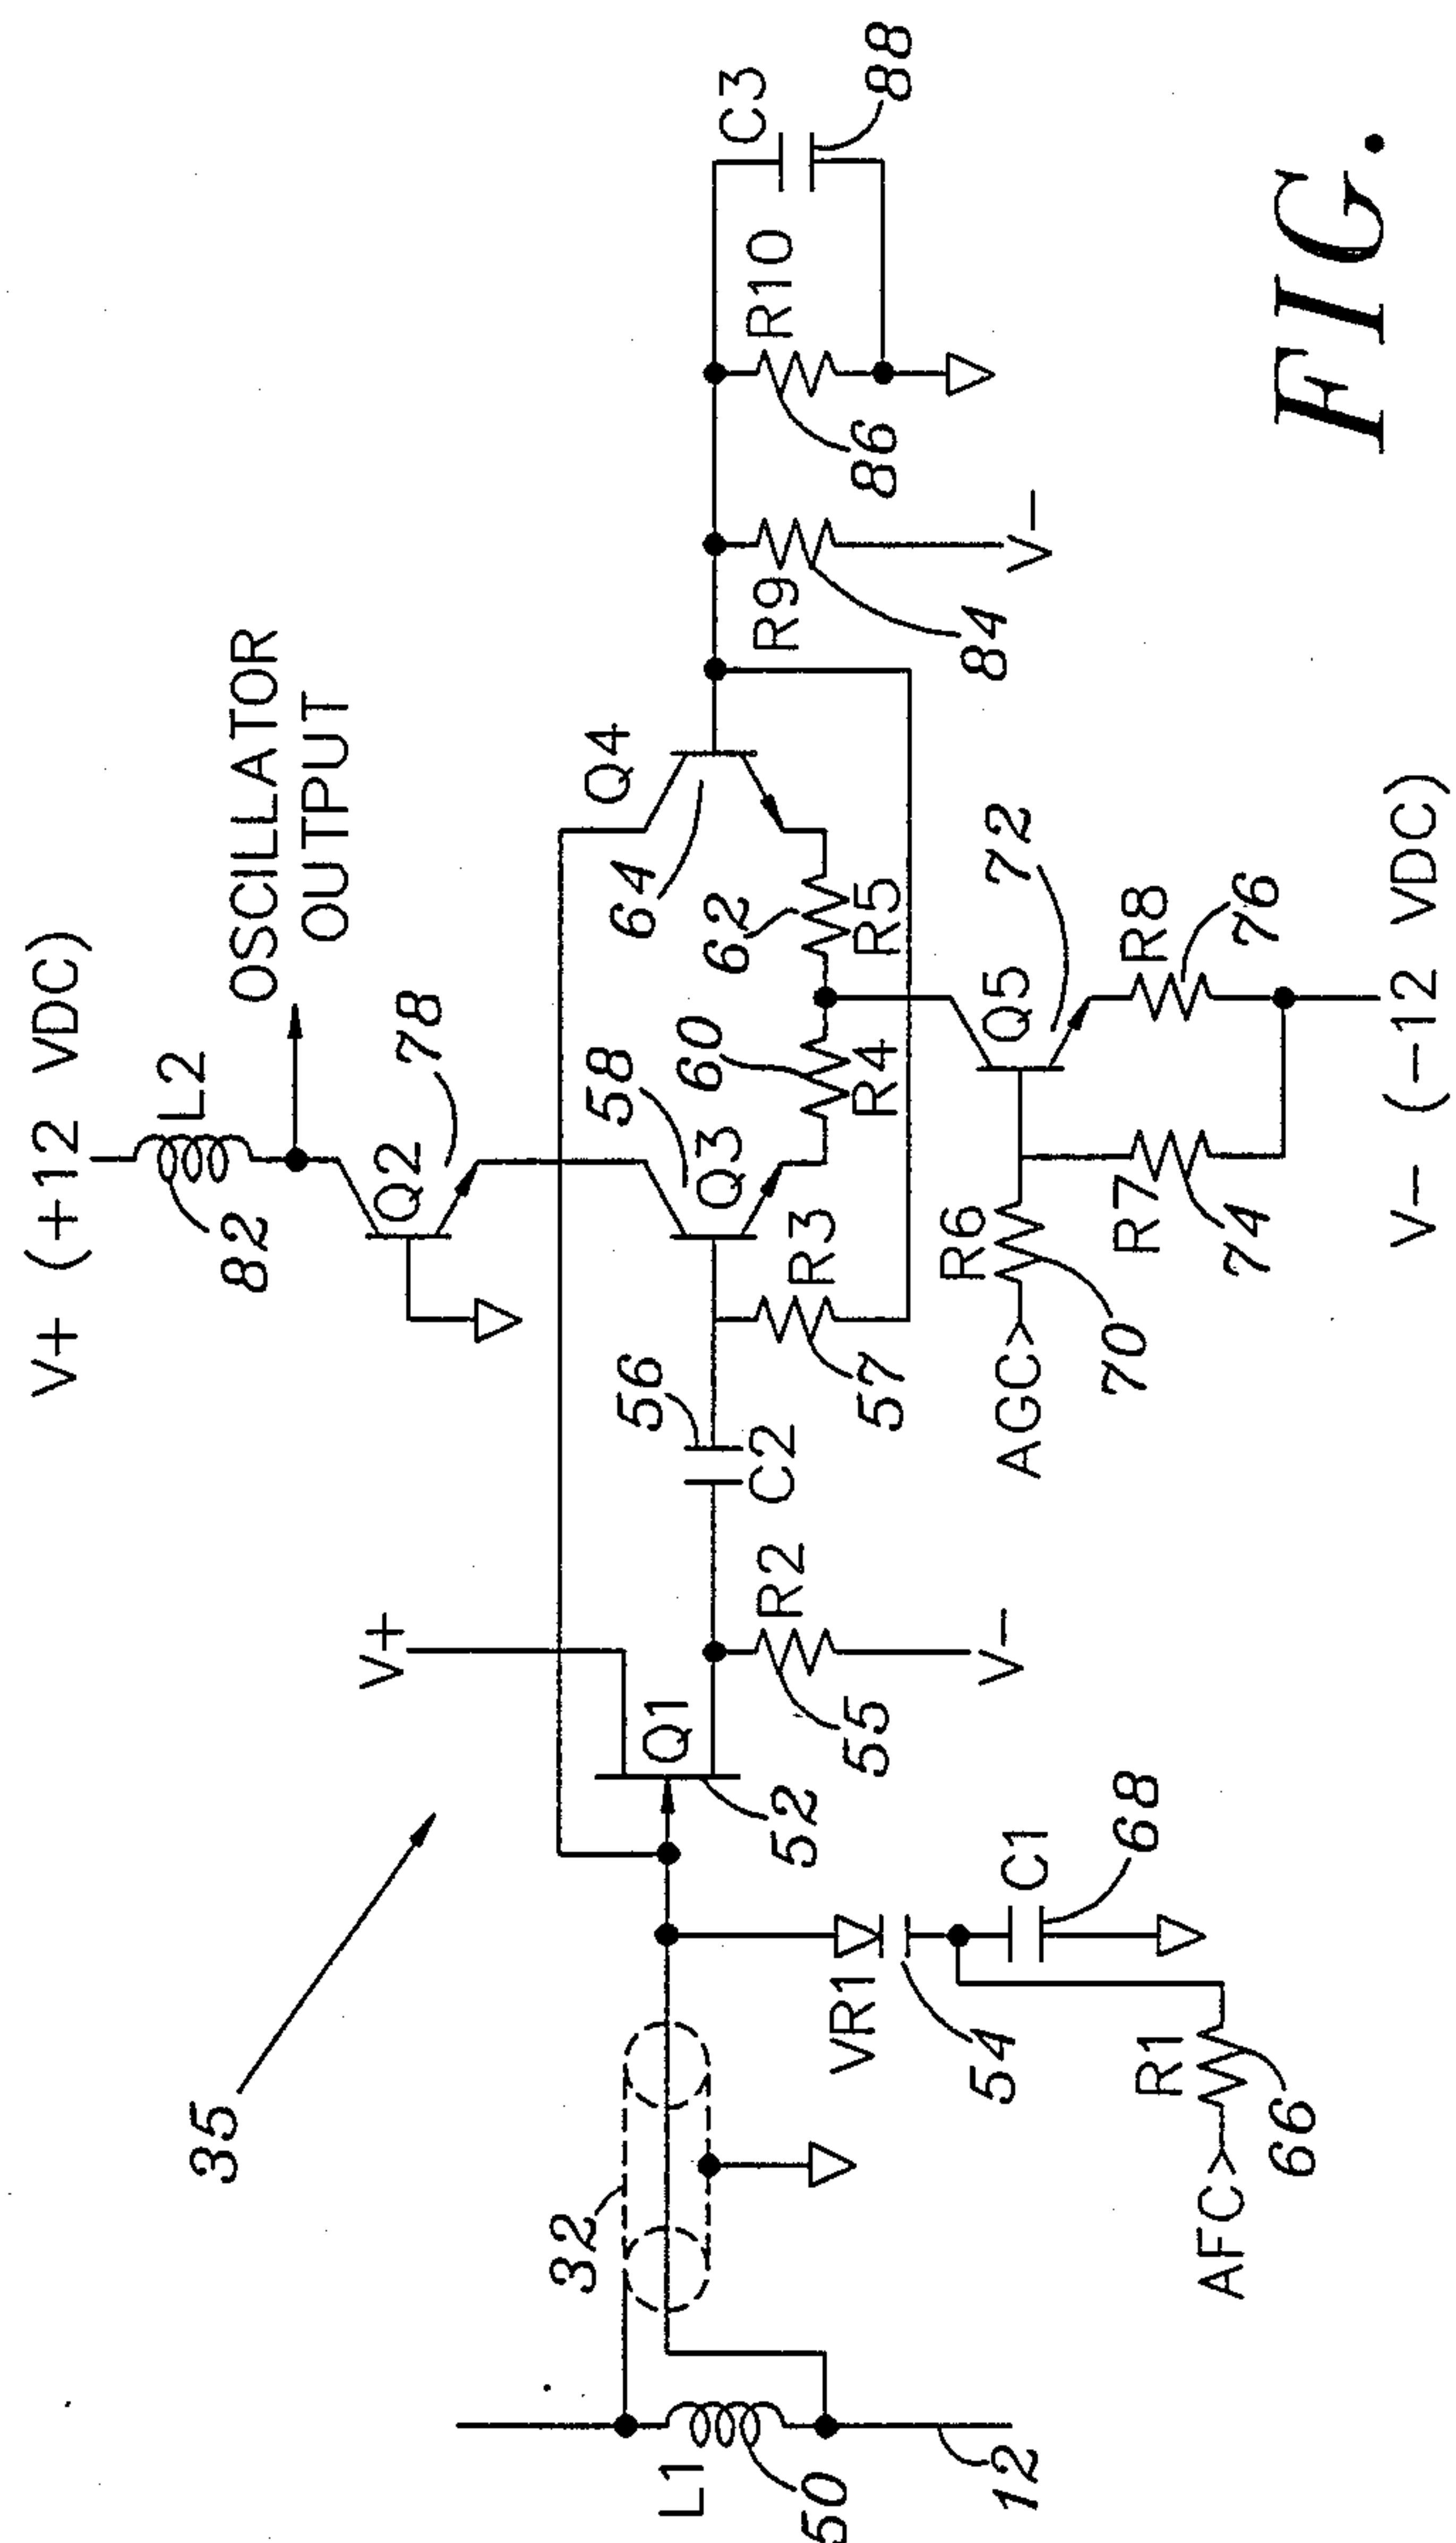 V+ (+12 VDC)
L2
82
OSCILLATOR
OUTPUT
Q2
78
35
V+
Q1
52
32
L1
50
12
VR1
54
C1
68
R1
66
AFC>
R2
55
V-
56
C2
R3
57
58
Q3
60
R4
62
R5
64
Q4
R9
84
V-
R10
86
C3
88
AGC>
R6
70
R7
74
Q5
72
R8
76
V- (-12 VDC)
FIG.